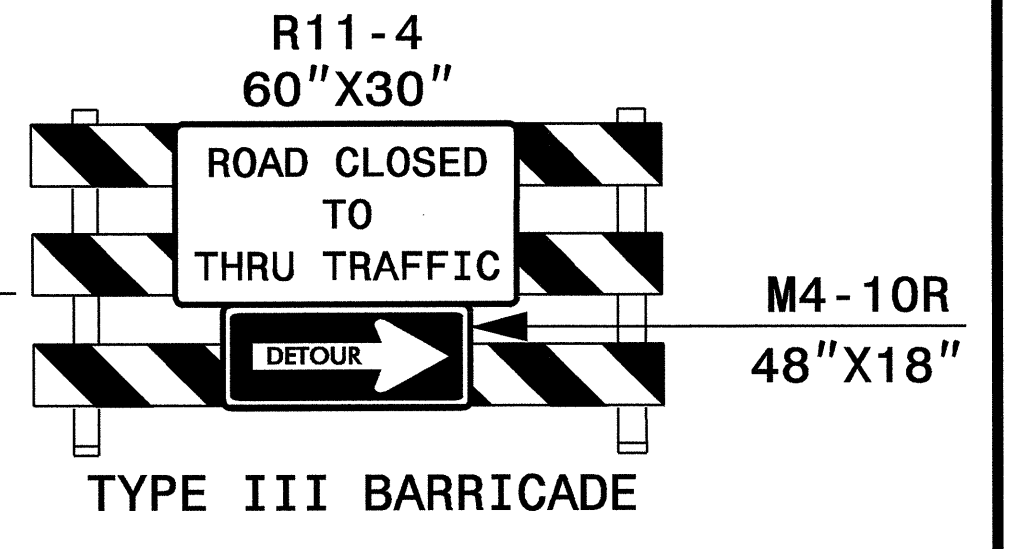 R11-4
60"X30"
ROAD CLOSED
TO
THRU TRAFFIC
DETOUR
M4-10R
48"X18"
TYPE III BARRICADE